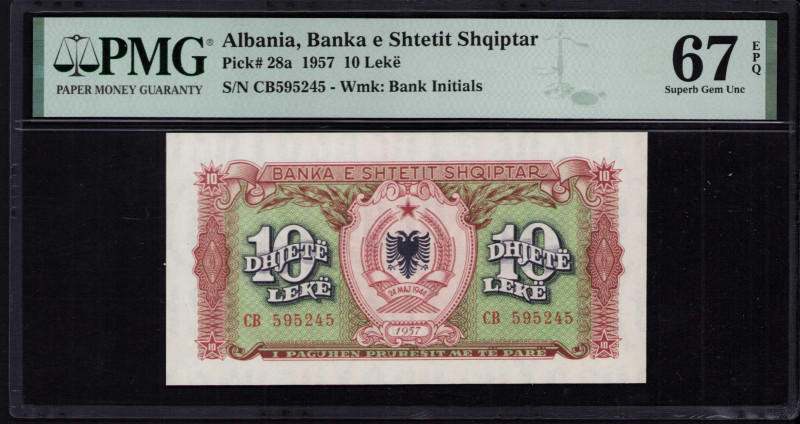 PMG
PAPER MONEY GUARANTY
Albania, Banka e Shtetit Shqiptar
Pick# 28a 1957 10 Lekë
S/N CB595245 - Wmk: Bank Initials
67 EPQ
Superb Gem Unc
10 BANKA E SHTETIT SHQIPTAR 10
10 DHJETË LEKË
10 DHJETË LEKË
24 MAJ 1944
CB 595245
CB 595245
1957
10 I PAGUHEN PRURËSIT ME TË PARË 10